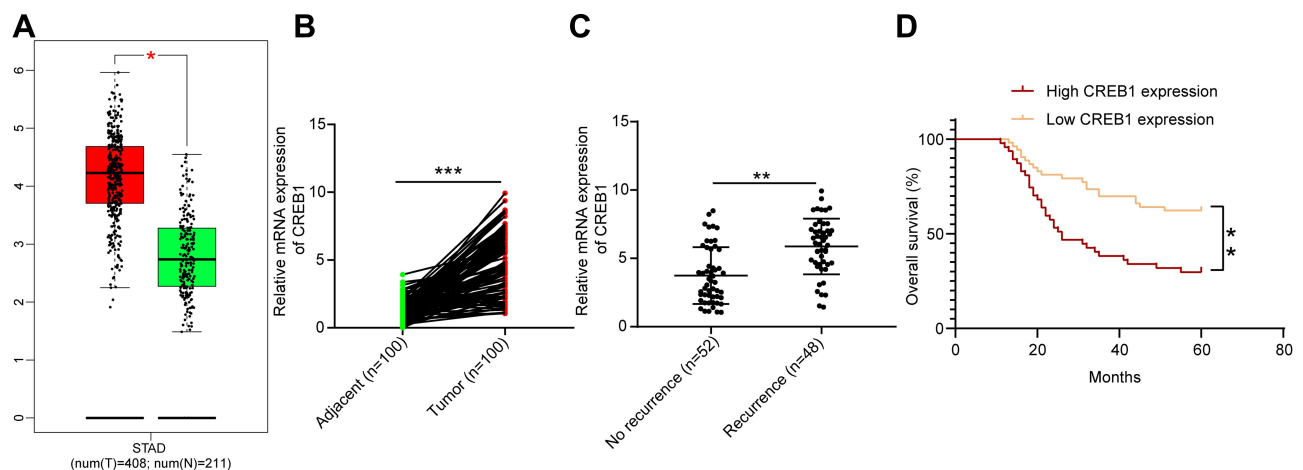 A
*
6
5
4
3
2
1
0
STAD
(num(T)=408; num(N)=211)
B
Relative mRNA expression
of CREB1
15
10
5
0
***
Adjacent (n=100)
Tumor (n=100)
C
Relative mRNA expression
of CREB1
15
10
5
0
**
No recurrence (n=52)
Recurrence (n=48)
D
High CREB1 expression
Low CREB1 expression
Overall survival (%)
100
50
0
0 20 40 60 80
Months
**